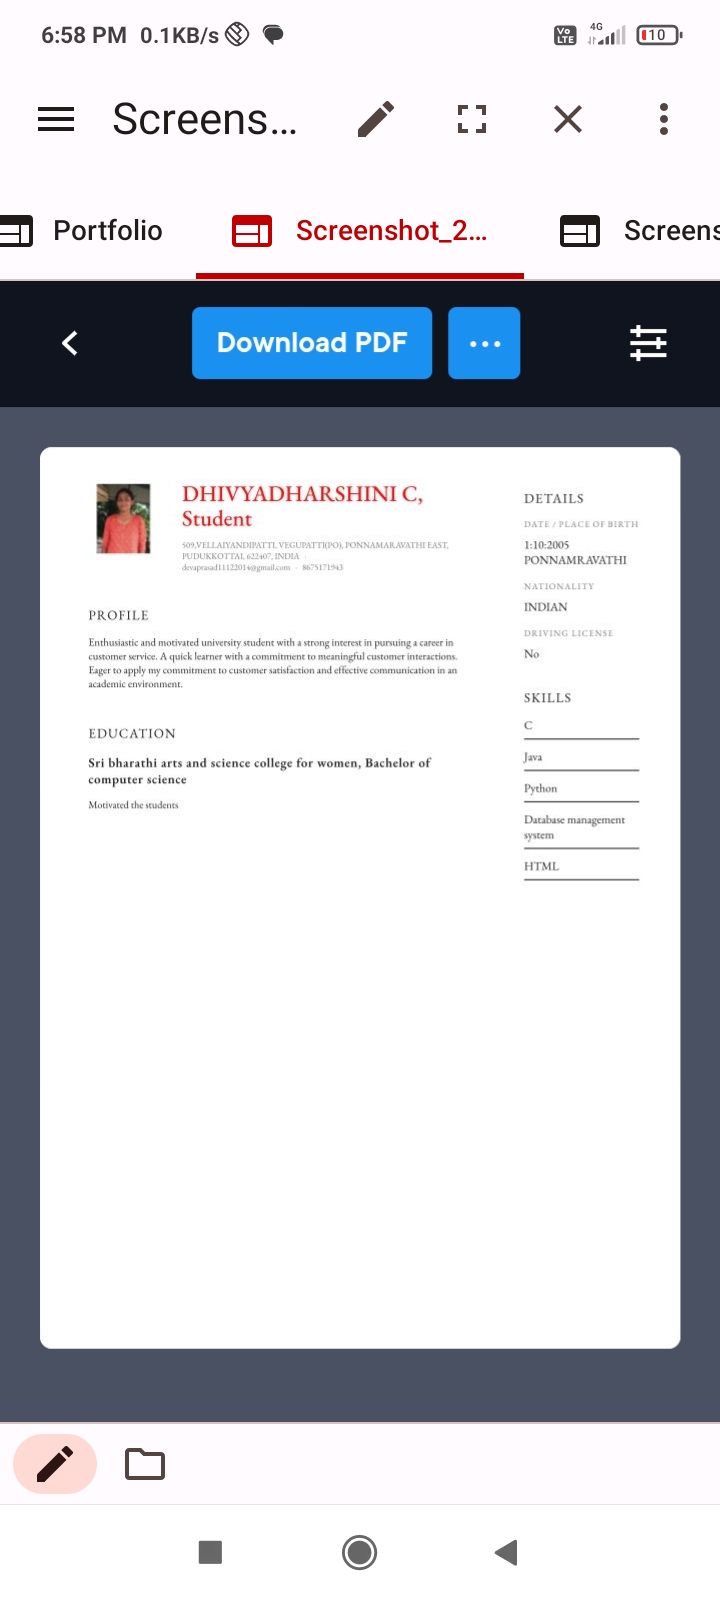 6:58 PM 0.1KB/s
Vo LTE 4G 10
Screens...
Portfolio
Screenshot_2...
Screens
Download PDF
DHIVYADHARSHINI C,
Student
509,VELLAIYANDIPATTI, VEGUPATTI(PO), PONNAMARAVATHI EAST,
PUDUKKOTTAI, 622407, INDIA ·
devaprasad11122014@gmail.com · 8675171943
PROFILE
Enthusiastic and motivated university student with a strong interest in pursuing a career in
customer service. A quick learner with a commitment to meaningful customer interactions.
Eager to apply my commitment to customer satisfaction and effective communication in an
academic environment.
EDUCATION
Sri bharathi arts and science college for women, Bachelor of
computer science
Motivated the students
DETAILS
DATE / PLACE OF BIRTH
1:10:2005
PONNAMRAVATHI
NATIONALITY
INDIAN
DRIVING LICENSE
No
SKILLS
C
Java
Python
Database management
system
HTML